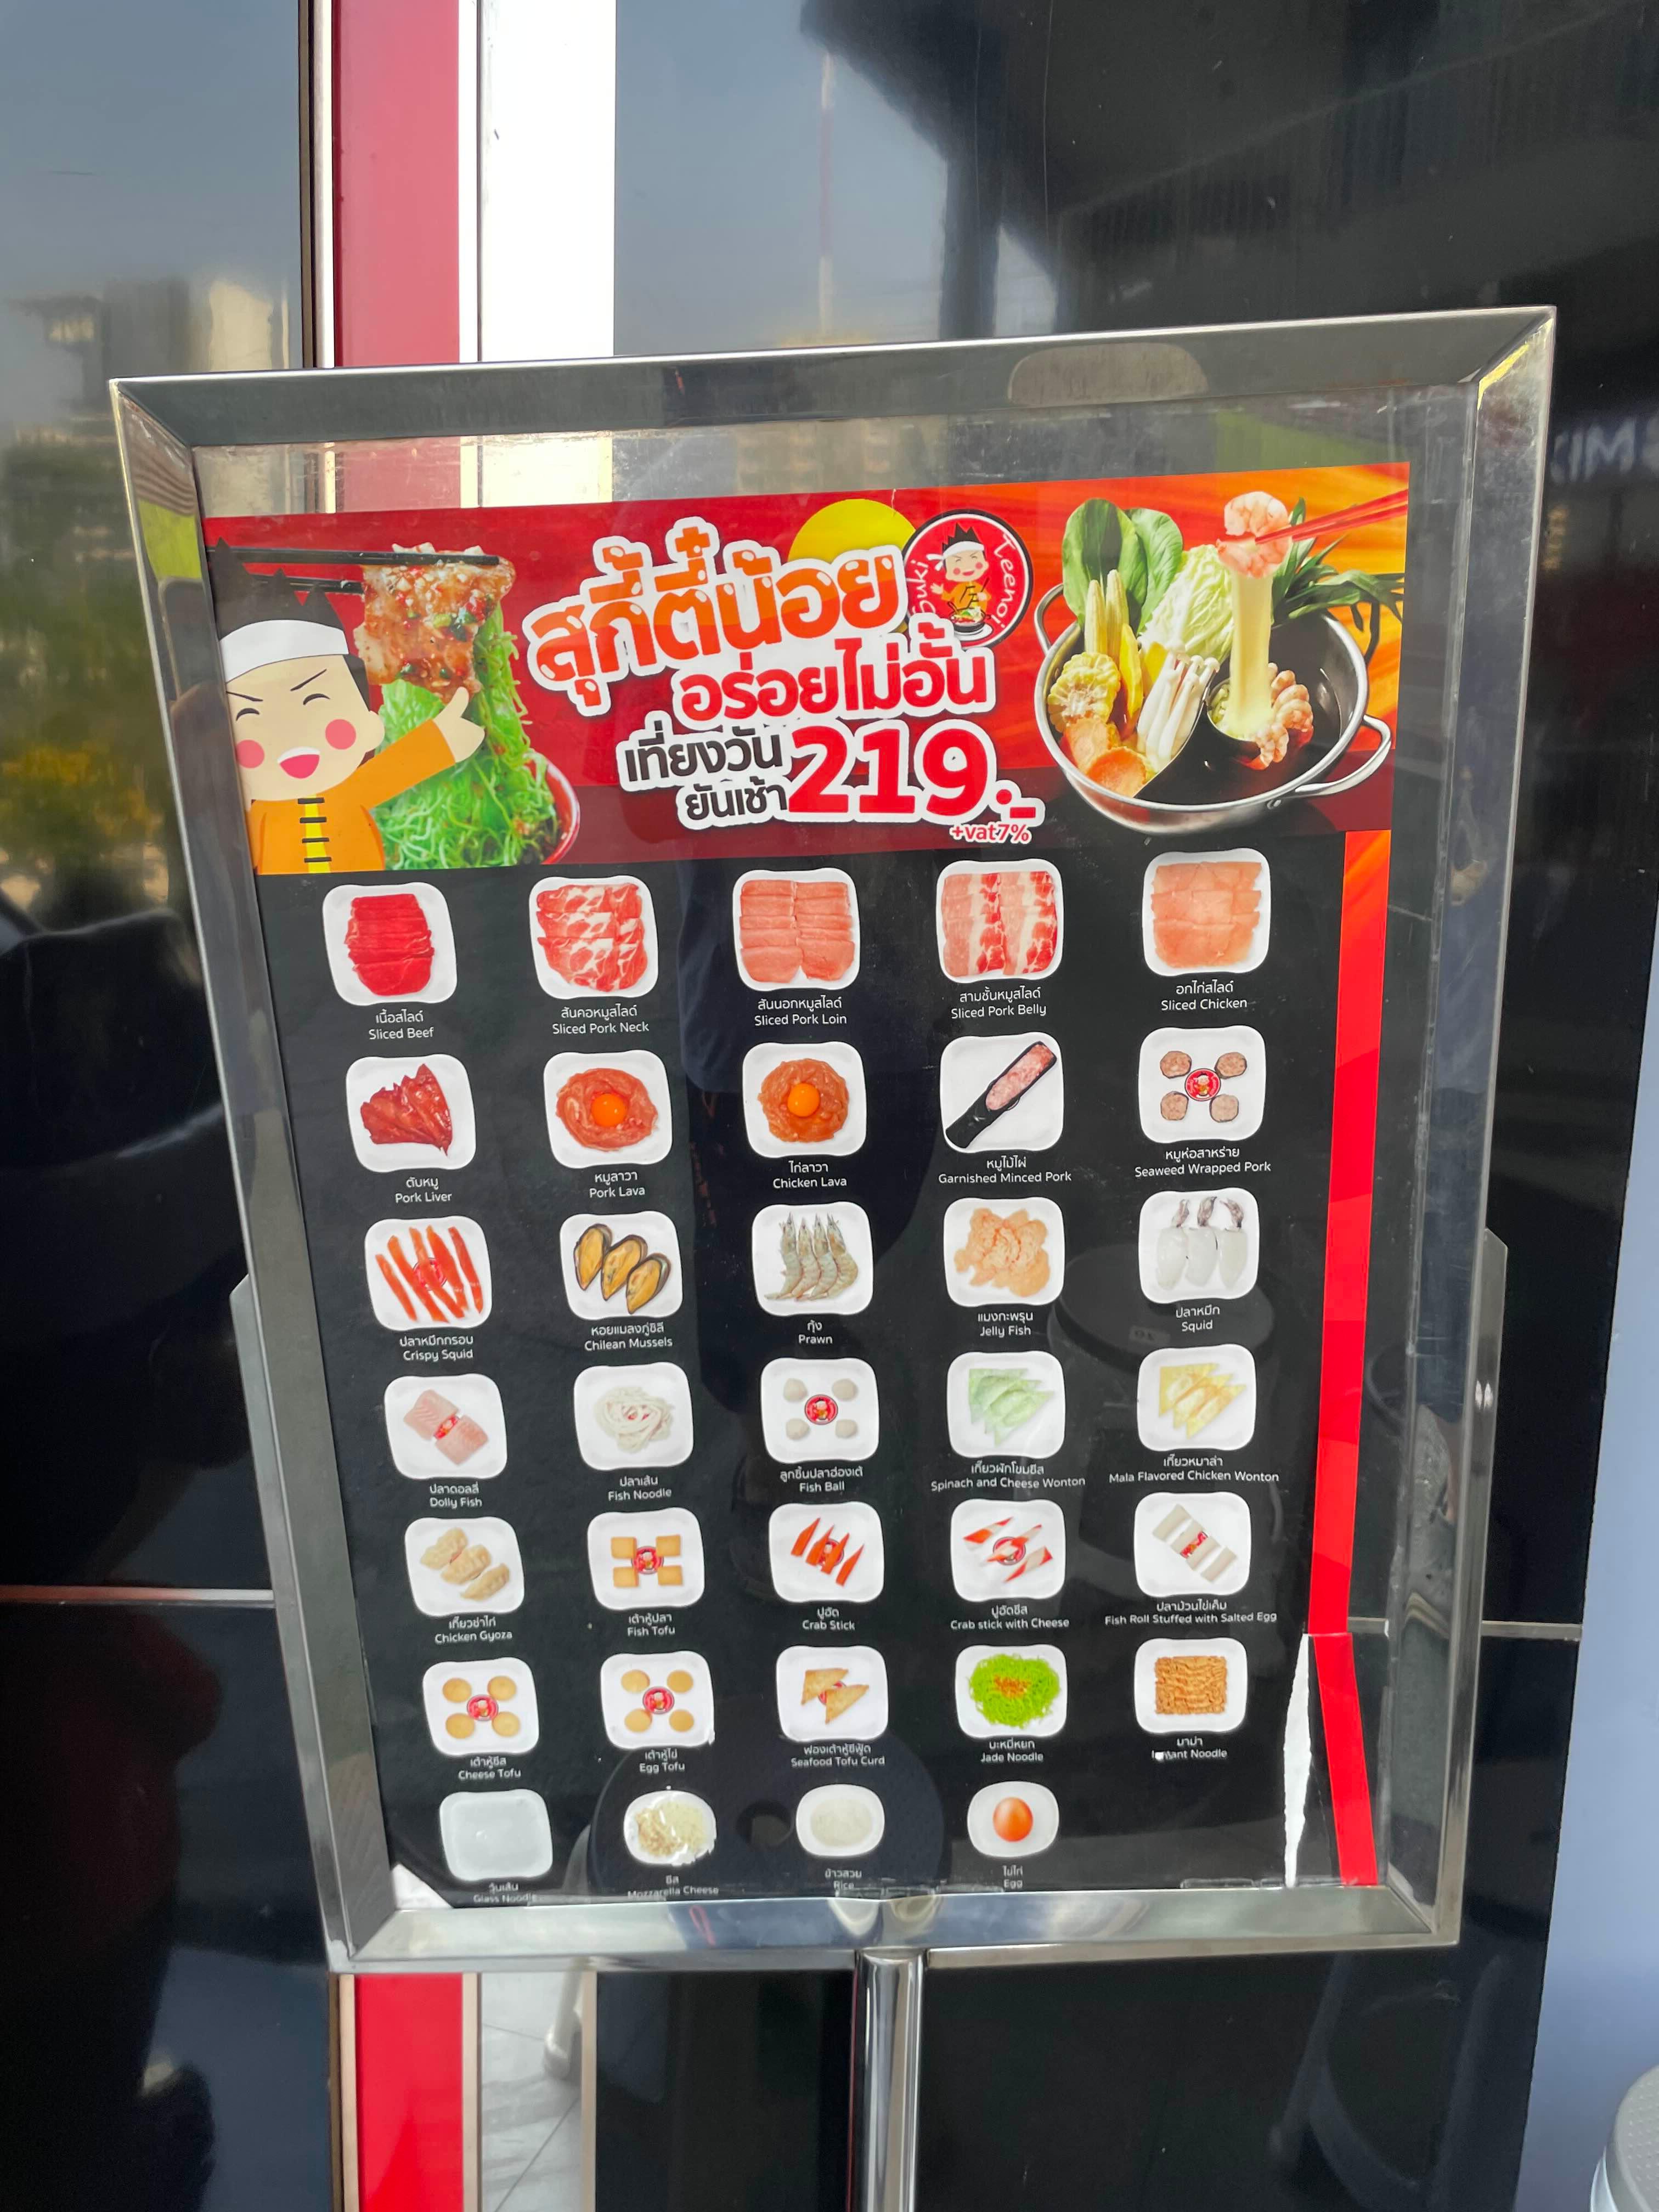 สุกี้ตี๋น้อย
Suki Teenoi
อร่อยไม่อั้น
เที่ยงวัน
ยันเช้า
219.-
+vat7%
เนื้อสไลด์
Sliced Beef
สันคอหมูสไลด์
Sliced Pork Neck
สันนอกหมูสไลด์
Sliced Pork Loin
สามชั้นหมูสไลด์
Sliced Pork Belly
อกไก่สไลด์
Sliced Chicken
ตับหมู
Pork Liver
หมูลาวา
Pork Lava
ไก่ลาวา
Chicken Lava
หมูไม้ไผ่
Garnished Minced Pork
หมูห่อสาหร่าย
Seaweed Wrapped Pork
ปลาหมึกกรอบ
Crispy Squid
หอยแมลงภู่ชิลี
Chilean Mussels
กุ้ง
Prawn
แมงกะพรุน
Jelly Fish
ปลาหมึก
Squid
ปลาดอลลี่
Dolly Fish
ปลาเส้น
Fish Noodle
ลูกชิ้นปลาฮ่องเต้
Fish Ball
เกี๊ยวผักโขมชีส
Spinach and Cheese Wonton
เกี๊ยวหมาล่า
Mala Flavored Chicken Wonton
เกี๊ยวซ่าไก่
Chicken Gyoza
เต้าหู้ปลา
Fish Tofu
ปูอัด
Crab Stick
ปูอัดชีส
Crab stick with Cheese
ปลาม้วนไข่เค็ม
Fish Roll Stuffed with Salted Egg
เต้าหู้ชีส
Cheese Tofu
เต้าหู้ไข่
Egg Tofu
ฟองเต้าหู้ซีฟู้ด
Seafood Tofu Curd
บะหมี่หยก
Jade Noodle
มาม่า
Instant Noodle
วุ้นเส้น
Glass Noodle
ชีส
Mozzarella Cheese
ข้าวสวย
Rice
ไข่ไก่
Egg